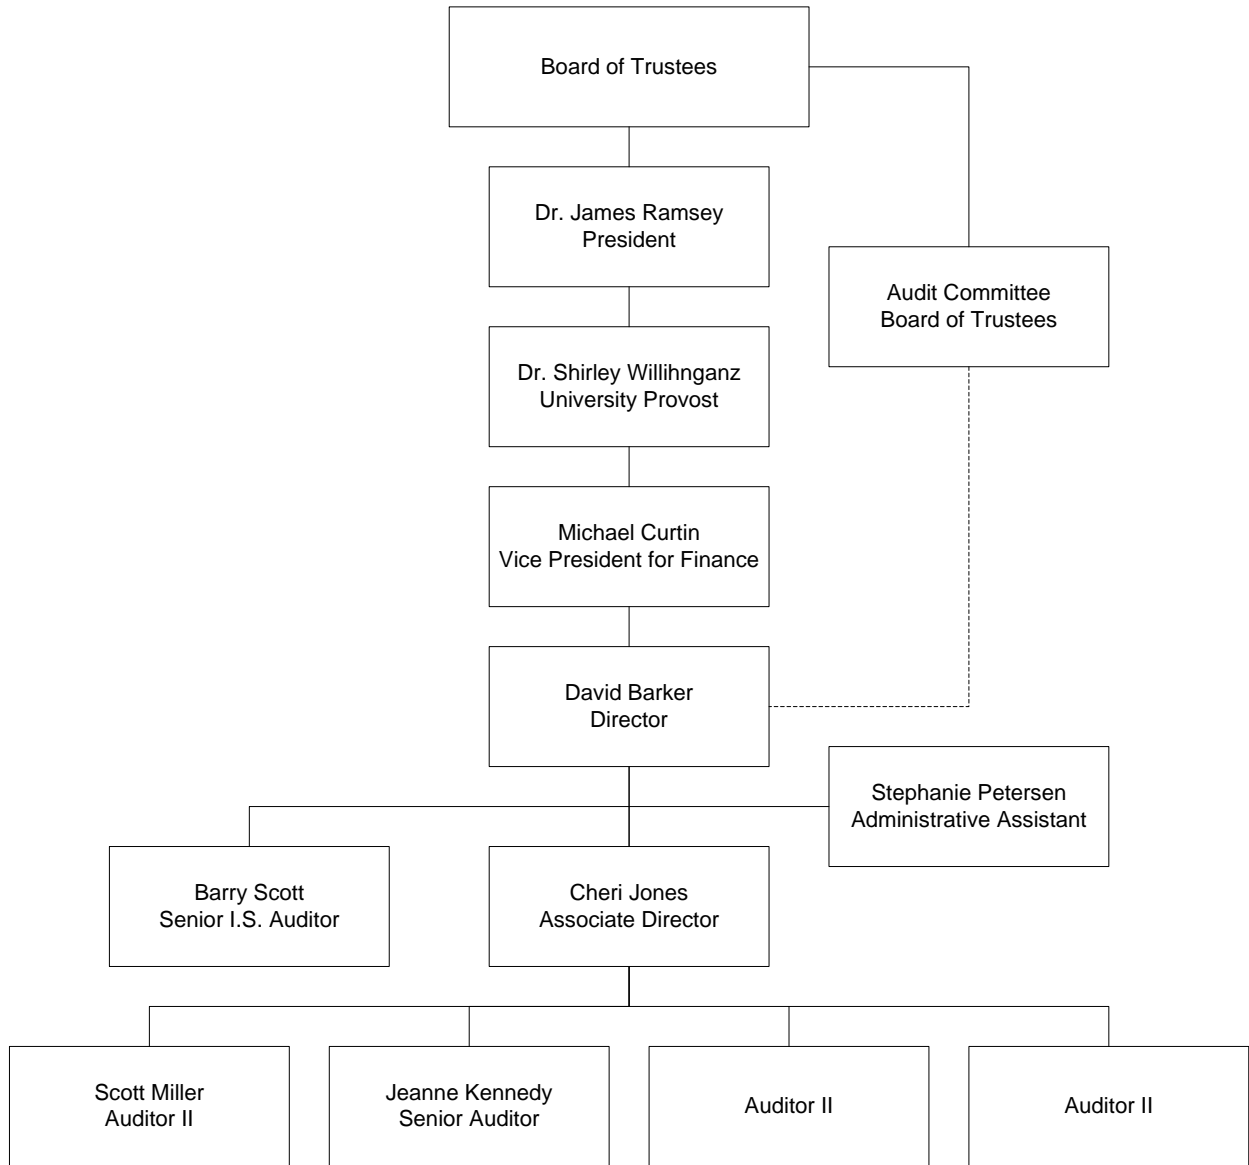 Board of Trustees
Dr. James Ramsey
President
Audit Committee
Board of Trustees
Dr. Shirley Willihnganz
University Provost
Michael Curtin
Vice President for Finance
David Barker
Director
Stephanie Petersen
Administrative Assistant
Barry Scott
Senior I.S. Auditor
Cheri Jones
Associate Director
Scott Miller
Auditor II
Jeanne Kennedy
Senior Auditor
Auditor II
Auditor II